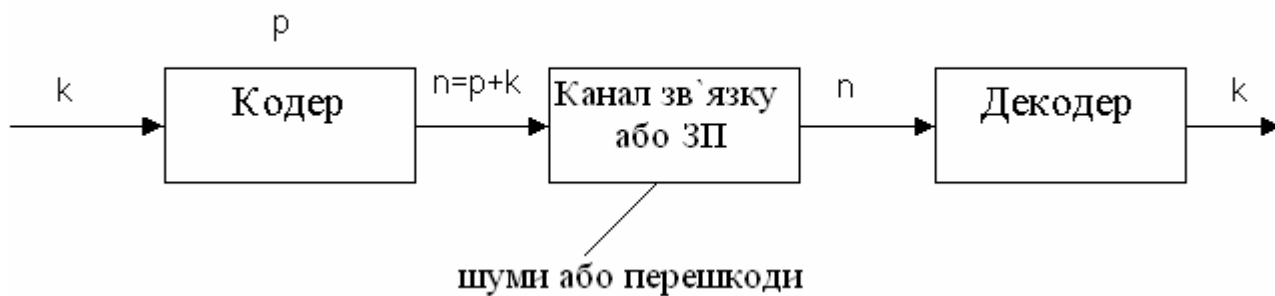 p
k
Кодер
n=p+k
Канал зв`язку
або ЗП
n
Декодер
k
шуми або перешкоди